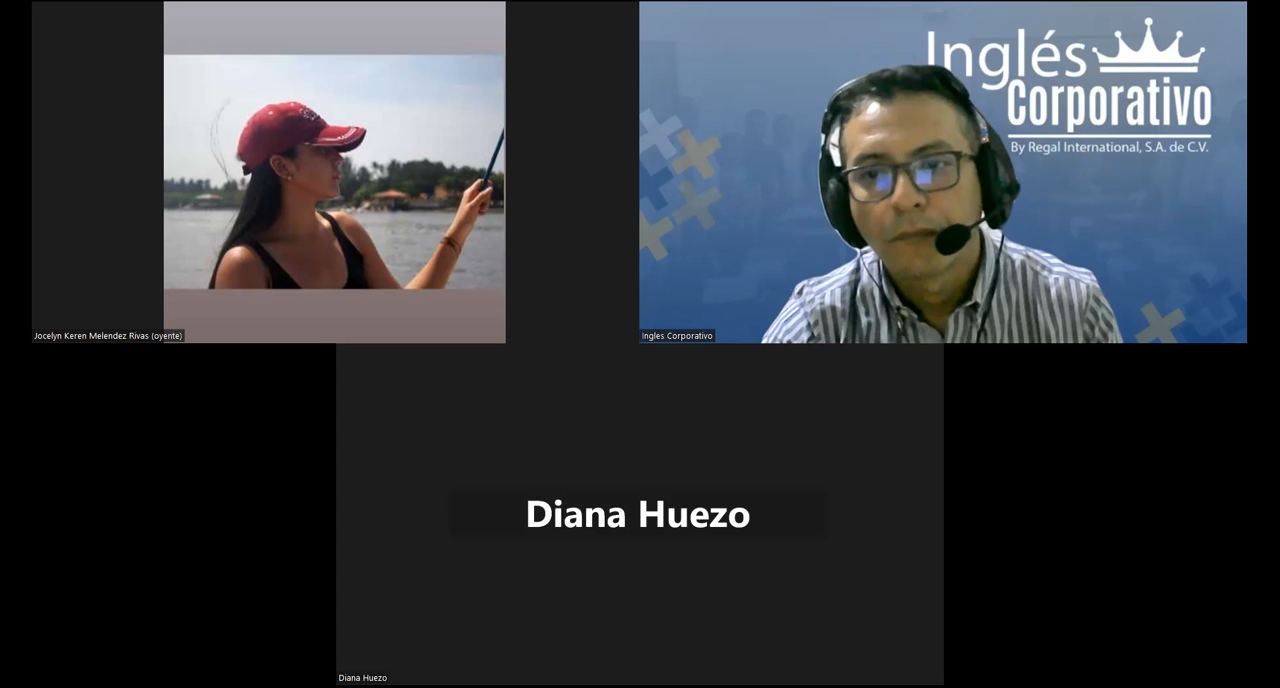 Inglés
Corporativo
By Regal International, S.A. de C.V.
Jocelyn Keren Melendez Rivas (oyente)
Ingles Corporativo
Diana Huezo
Diana Huezo